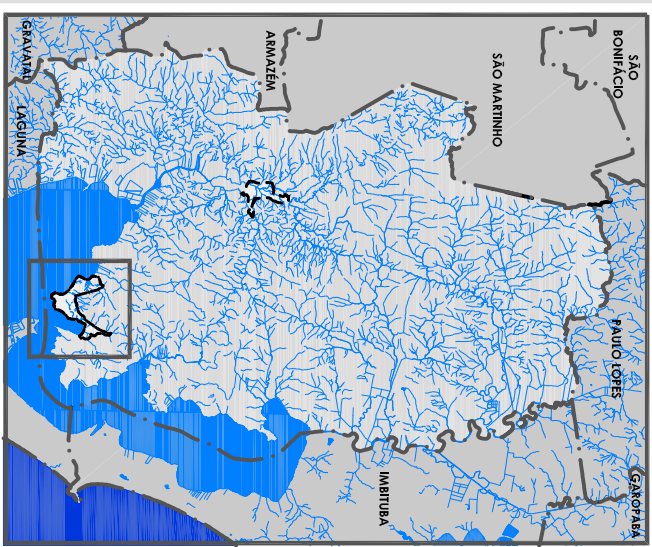 GRAVATAL
LAGUNA
ARMAZÉM
SÃO MARTINHO
SÃO
BONIFÁCIO
PAULO LOPES
GAROPABA
IMBITUBA